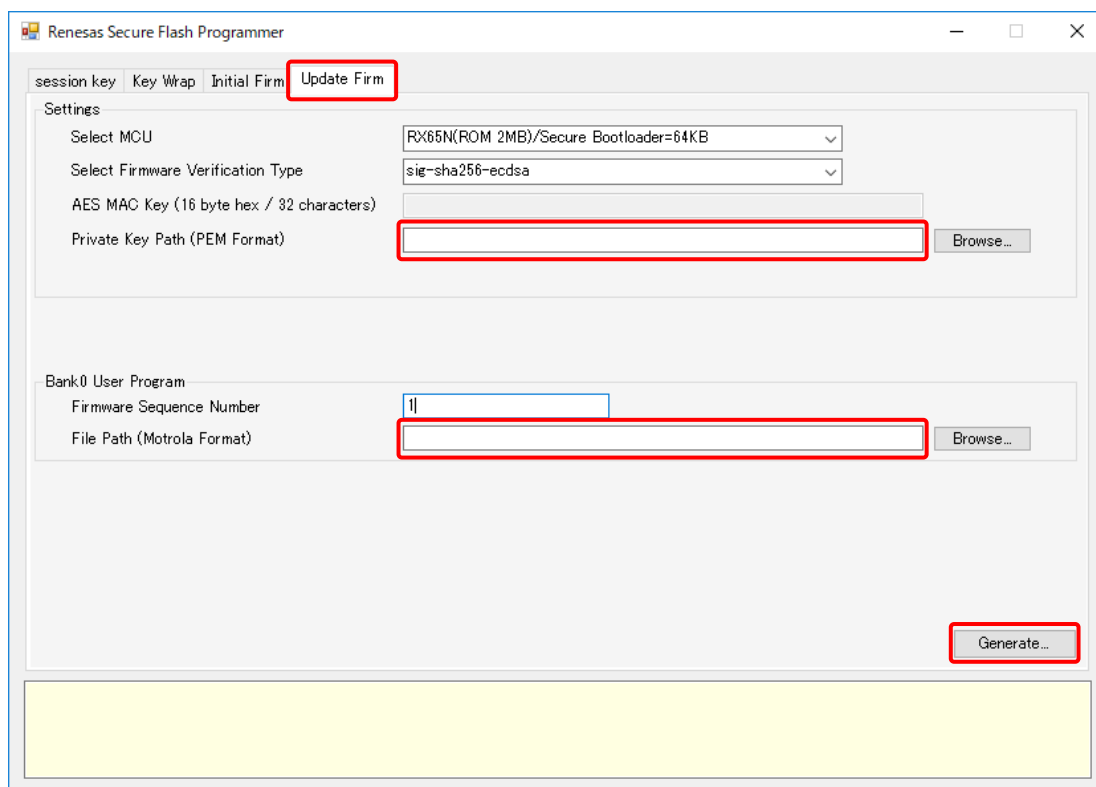 Renesas Secure Flash Programmer
session key Key Wrap Initial Firm Update Firm
Settings
Select MCU RX65N(ROM 2MB)/Secure Bootloader=64KB
Select Firmware Verification Type sig-sha256-ecdsa
AES MAC Key (16 byte hex / 32 characters)
Private Key Path (PEM Format) Browse...
Bank0 User Program
Firmware Sequence Number 1
File Path (Motrola Format) Browse...
Generate...